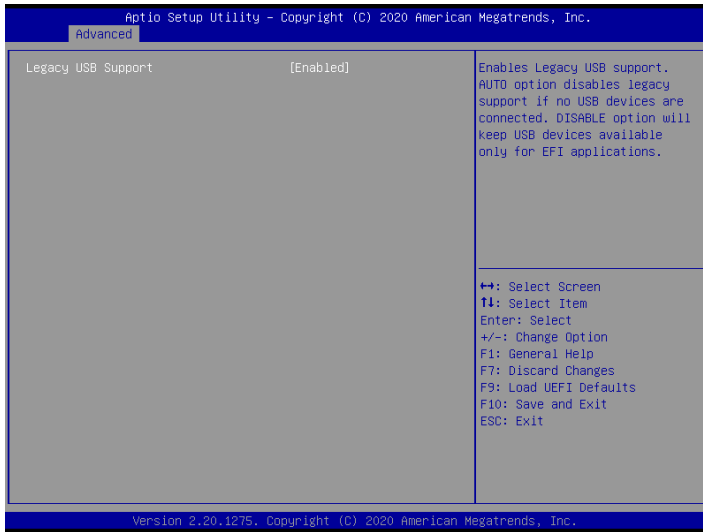 Aptio Setup Utility – Copyright (C) 2020 American Megatrends, Inc.
Advanced
Legacy USB Support [Enabled]
Enables Legacy USB support.
AUTO option disables legacy
support if no USB devices are
connected. DISABLE option will
keep USB devices available
only for EFI applications.
↔: Select Screen
↑↓: Select Item
Enter: Select
+/-: Change Option
F1: General Help
F7: Discard Changes
F9: Load UEFI Defaults
F10: Save and Exit
ESC: Exit
Version 2.20.1275. Copyright (C) 2020 American Megatrends, Inc.